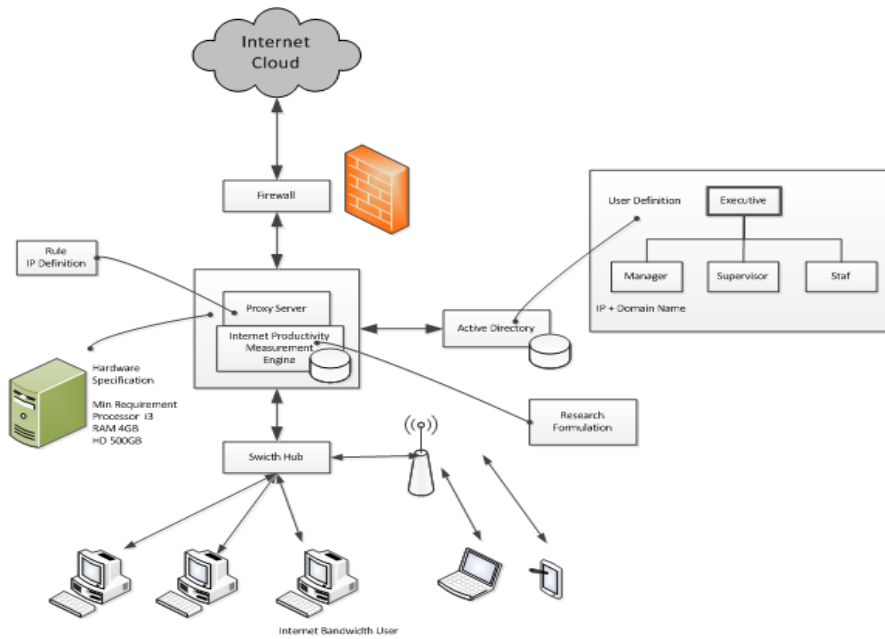 Internet
Cloud
Firewall
User Definition
Executive
Rule
IP Definition
Manager
Supervisor
Staf
Proxy Server
IP + Domain Name
Internet Productivity
Measurement
Engine
Active Directory
Hardware
Specification
Min Requirement
Processor i3
RAM 4GB
HD 500GB
Research
Formulation
Swicth Hub
Internet Bandwidth User